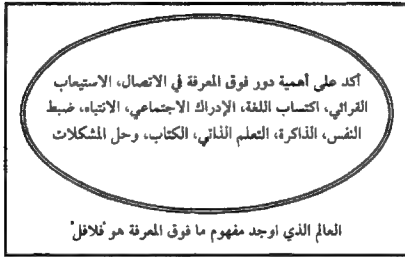 أكد على أهمية دور فوق المعرفة في الاتصال، الاستيعاب
القرائي، اكتساب اللغة، الإدراك الاجتماعي، الانتباه، ضبط
النفس، الذاكرة، التعلم الذاتي، الكتاب، وحل المشكلات
العالم الذي اوجد مفهوم ما فوق المعرفة هو "فلافل"